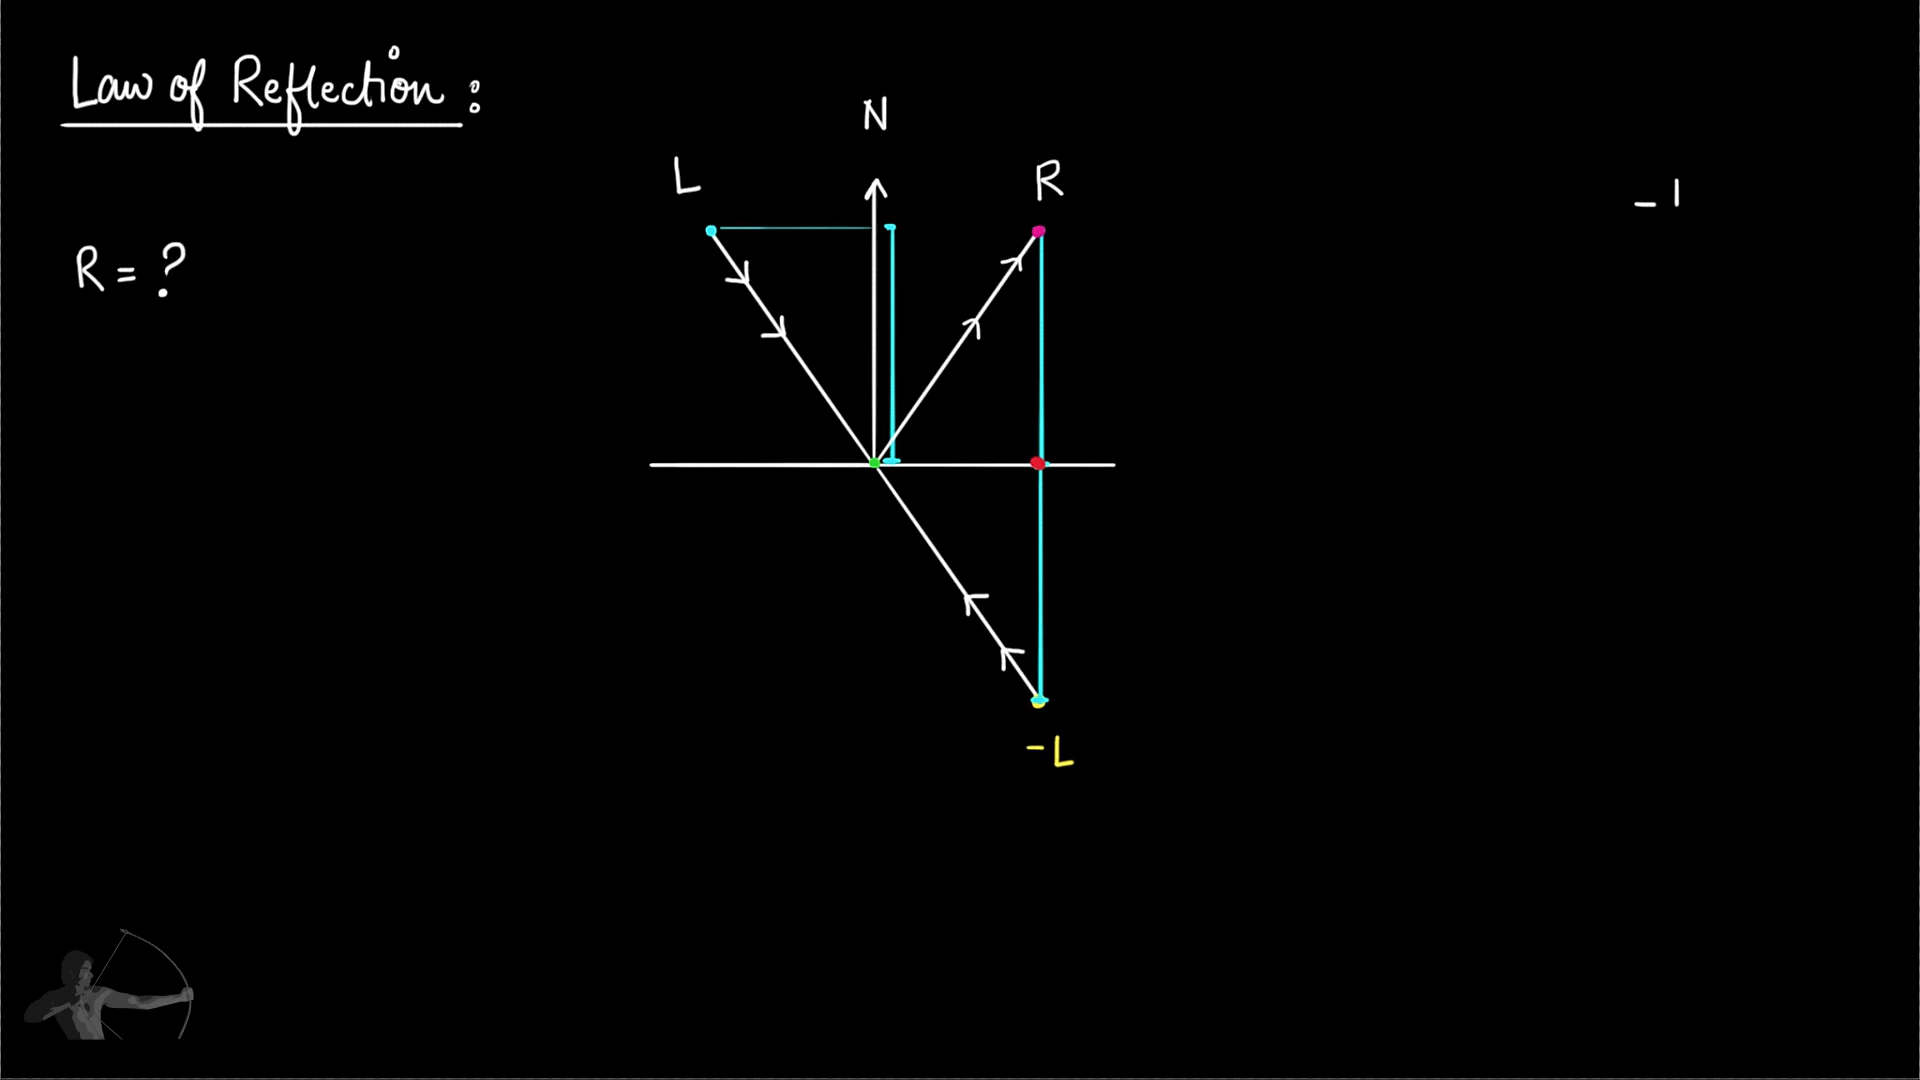 Law of Reflection :
N
L
R
- |
R = ?
-L